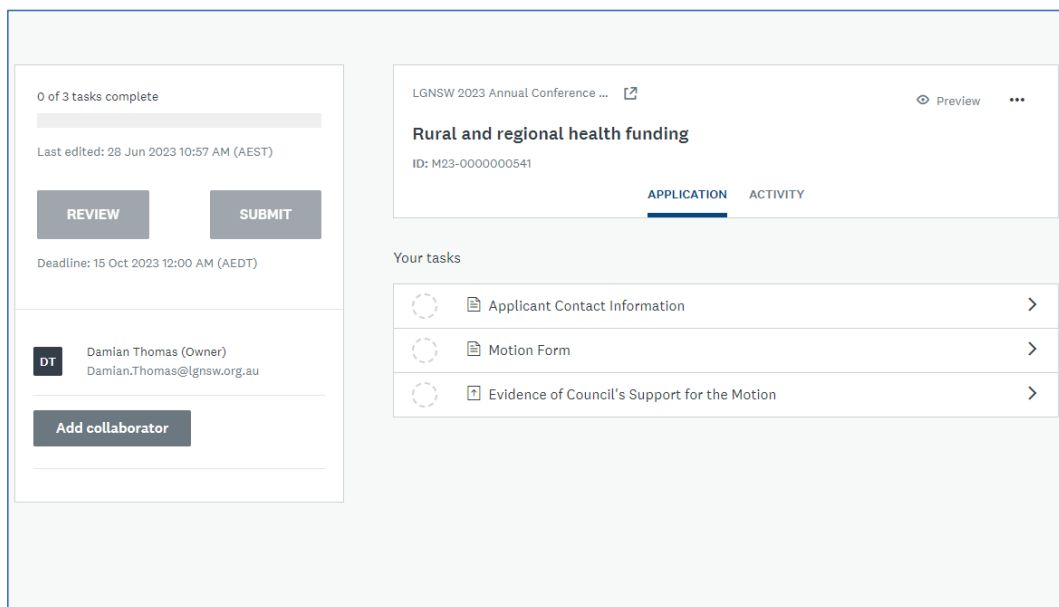 0 of 3 tasks complete
Last edited: 28 Jun 2023 10:57 AM (AEST)
REVIEW
SUBMIT
Deadline: 15 Oct 2023 12:00 AM (AEDT)
DT
Damian Thomas (Owner)
Damian.Thomas@lgnsw.org.au
Add collaborator
LGNSW 2023 Annual Conference ...
Preview
Rural and regional health funding
ID: M23-0000000541
APPLICATION
ACTIVITY
Your tasks
Applicant Contact Information
Motion Form
Evidence of Council's Support for the Motion